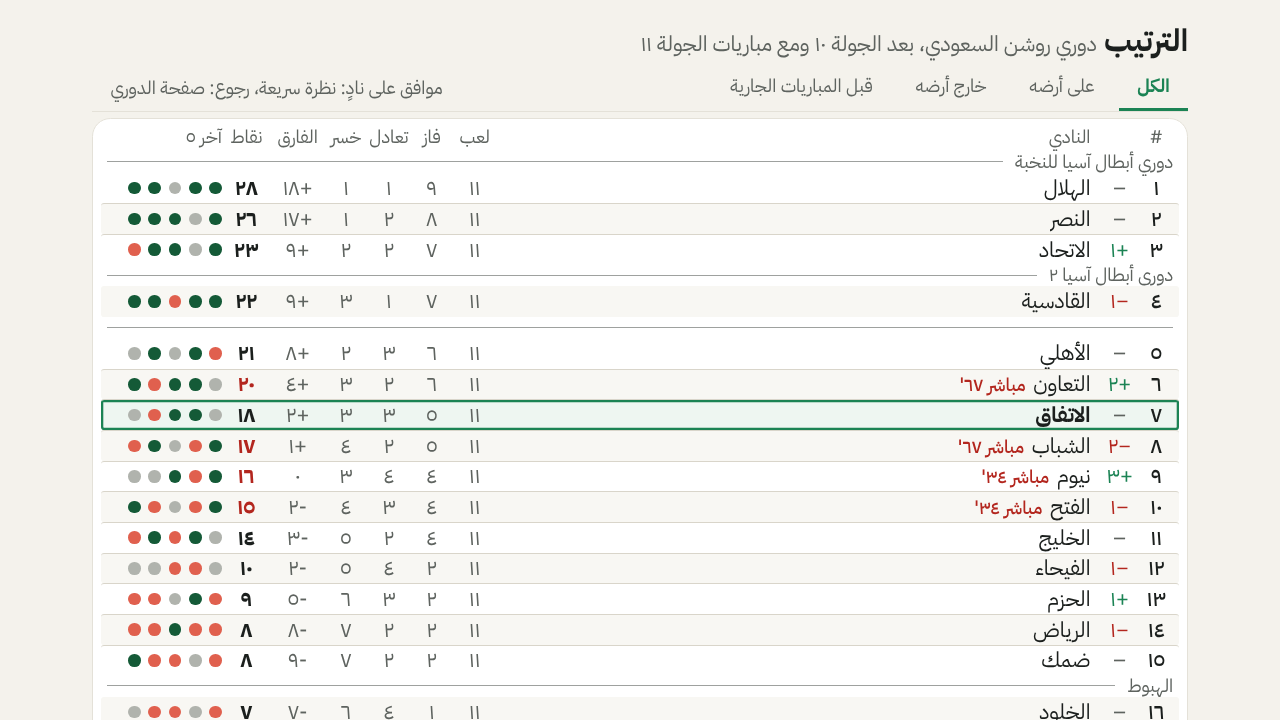 الترتيب دوري روشن السعودي، بعد الجولة ١٠ ومع مباريات الجولة ١١
الكل على أرضه خارج أرضه قبل المباريات الجارية موافق على نادٍ: نظرة سريعة، رجوع: صفحة الدوري
# النادي لعب فاز تعادل خسر الفارق نقاط آخر ٥
دوري أبطال آسيا للنخبة
١ – الهلال ١١ ٩ ١ ١ +١٨ ٢٨
٢ – النصر ١١ ٨ ٢ ١ +١٧ ٢٦
٣ +١ الاتحاد ١١ ٧ ٢ ٢ +٩ ٢٣
دوري أبطال آسيا ٢
٤ –١ القادسية ١١ ٧ ١ ٣ +٩ ٢٢
٥ – الأهلي ١١ ٦ ٣ ٢ +٨ ٢١
٦ +٢ التعاون مباشر ٦٧' ١١ ٦ ٢ ٣ +٤ ٢٠
٧ – الاتفاق ١١ ٥ ٣ ٣ +٢ ١٨
٨ –٢ الشباب مباشر ٦٧' ١١ ٥ ٢ ٤ +١ ١٧
٩ +٣ نيوم مباشر ٣٤' ١١ ٤ ٤ ٣ ٠ ١٦
١٠ –١ الفتح مباشر ٣٤' ١١ ٤ ٣ ٤ -٢ ١٥
١١ – الخليج ١١ ٤ ٢ ٥ -٣ ١٤
١٢ –١ الفيحاء ١١ ٢ ٤ ٥ -٢ ١٠
١٣ +١ الحزم ١١ ٢ ٣ ٦ -٥ ٩
١٤ –١ الرياض ١١ ٢ ٢ ٧ -٨ ٨
١٥ – ضمك ١١ ٢ ٢ ٧ -٩ ٨
الهبوط
١٦ – الخلود ١١ ١ ٤ ٦ -٧ ٧